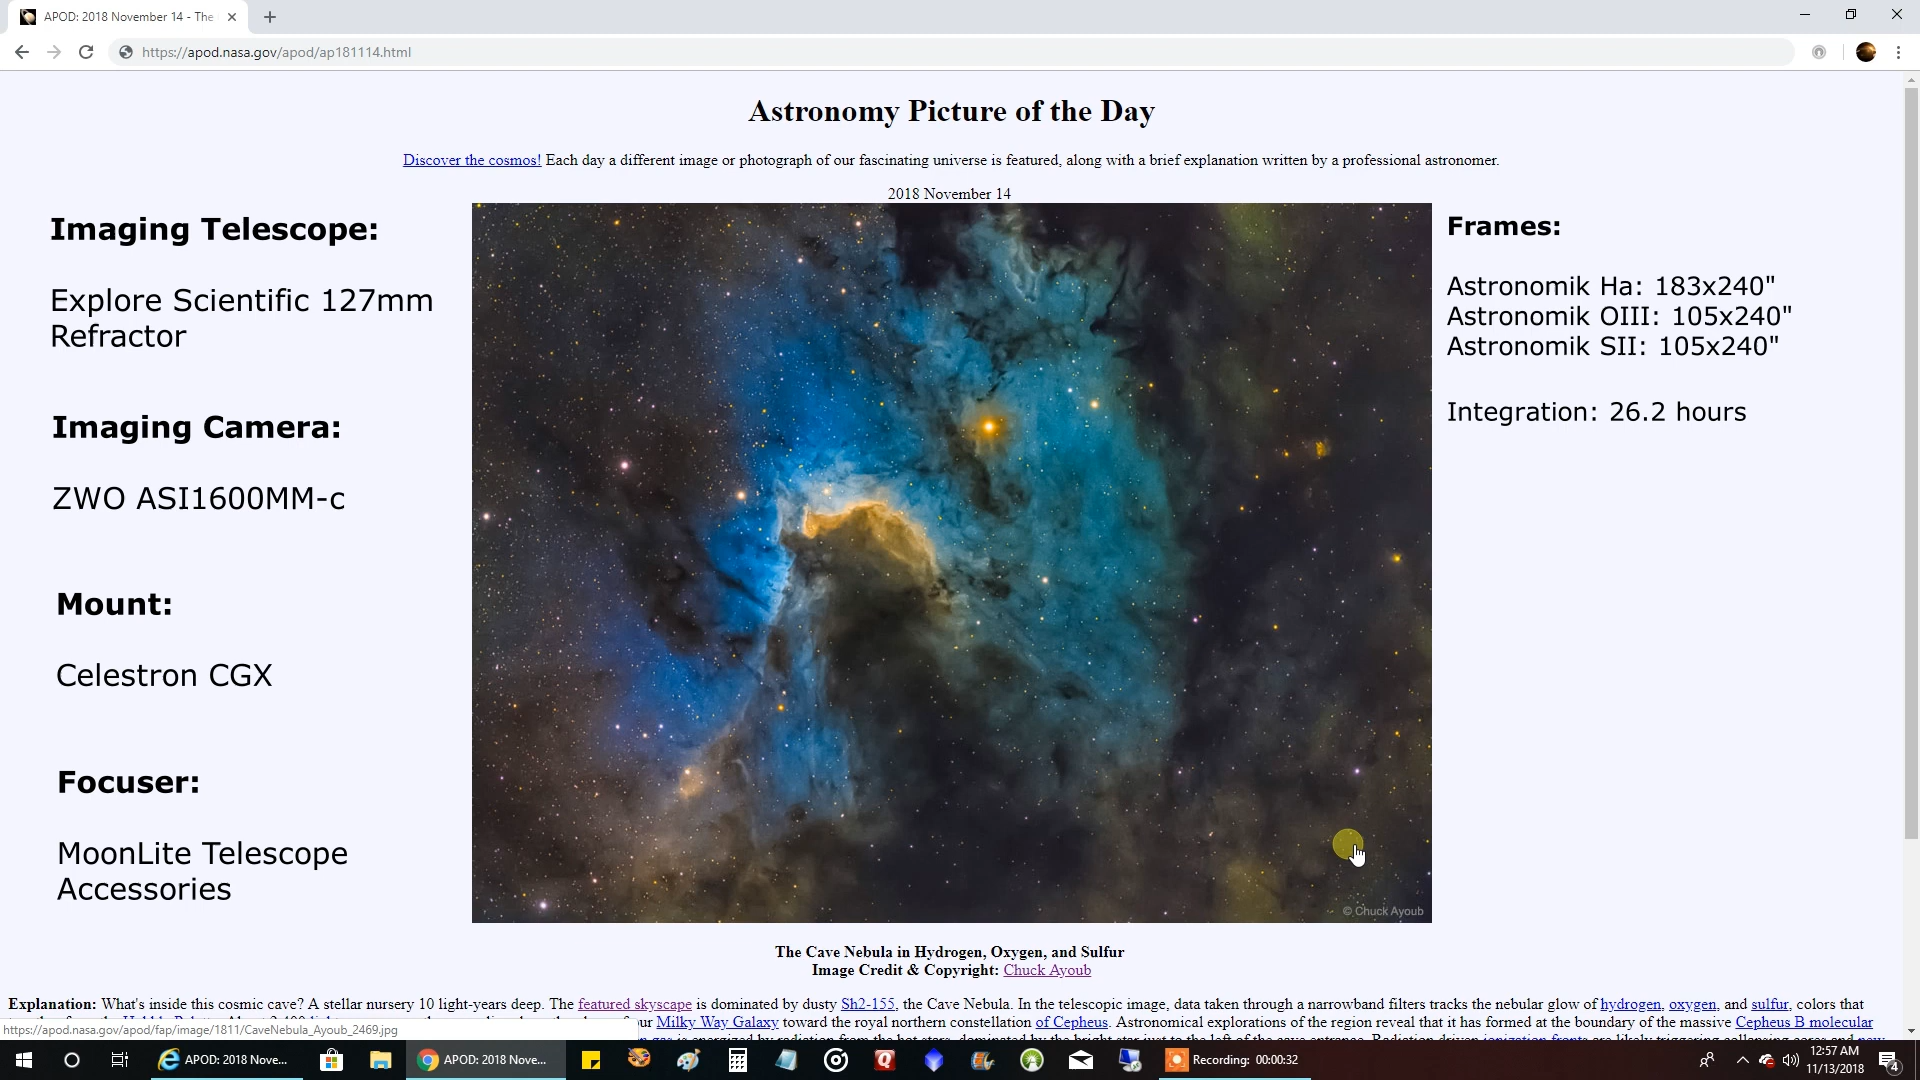 APOD: 2018 November 14 - The
https://apod.nasa.gov/apod/ap181114.html
Astronomy Picture of the Day
Discover the cosmos! Each day a different image or photograph of our fascinating universe is featured, along with a brief explanation written by a professional astronomer.
2018 November 14
Imaging Telescope:
Explore Scientific 127mm
Refractor
Imaging Camera:
ZWO ASI1600MM-c
Mount:
Celestron CGX
Focuser:
MoonLite Telescope
Accessories
Frames:
Astronomik Ha: 183x240"
Astronomik OIII: 105x240"
Astronomik SII: 105x240"
Integration: 26.2 hours
© Chuck Ayoub
The Cave Nebula in Hydrogen, Oxygen, and Sulfur
Image Credit & Copyright: Chuck Ayoub
Explanation: What's inside this cosmic cave? A stellar nursery 10 light-years deep. The featured skyscape is dominated by dusty Sh2-155, the Cave Nebula. In the telescopic image, data taken through a narrowband filters tracks the nebular glow of hydrogen, oxygen, and sulfur, colors that
our Milky Way Galaxy toward the royal northern constellation of Cepheus. Astronomical explorations of the region reveal that it has formed at the boundary of the massive Cepheus B molecular
https://apod.nasa.gov/apod/fap/image/1811/CaveNebula_Ayoub_2469.jpg
APOD: 2018 Nove...
APOD: 2018 Nove...
Recording: 00:00:32
12:57 AM
11/13/2018
4